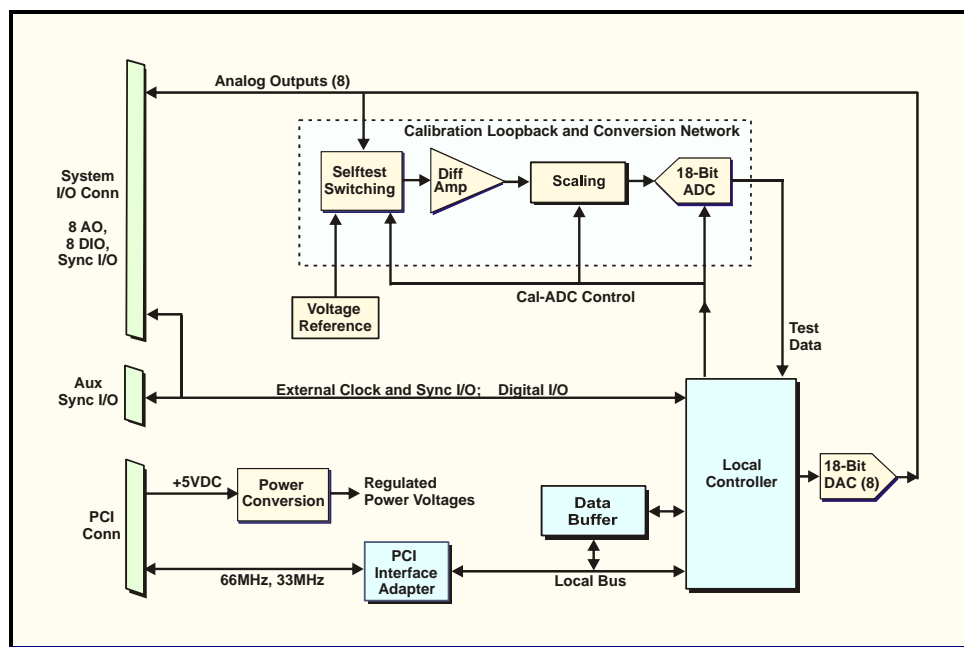 Analog Outputs (8)
Calibration Loopback and Conversion Network
System
I/O Conn
8 AO,
8 DIO,
Sync I/O
Selftest
Switching
Diff
Amp
Scaling
18-Bit
ADC
Cal-ADC Control
Voltage
Reference
Test
Data
Aux
Sync I/O
External Clock and Sync I/O; Digital I/O
Local
Controller
18-Bit
DAC (8)
+5VDC
Power
Conversion
Regulated
Power Voltages
Data
Buffer
PCI
Conn
66MHz, 33MHz
PCI
Interface
Adapter
Local Bus